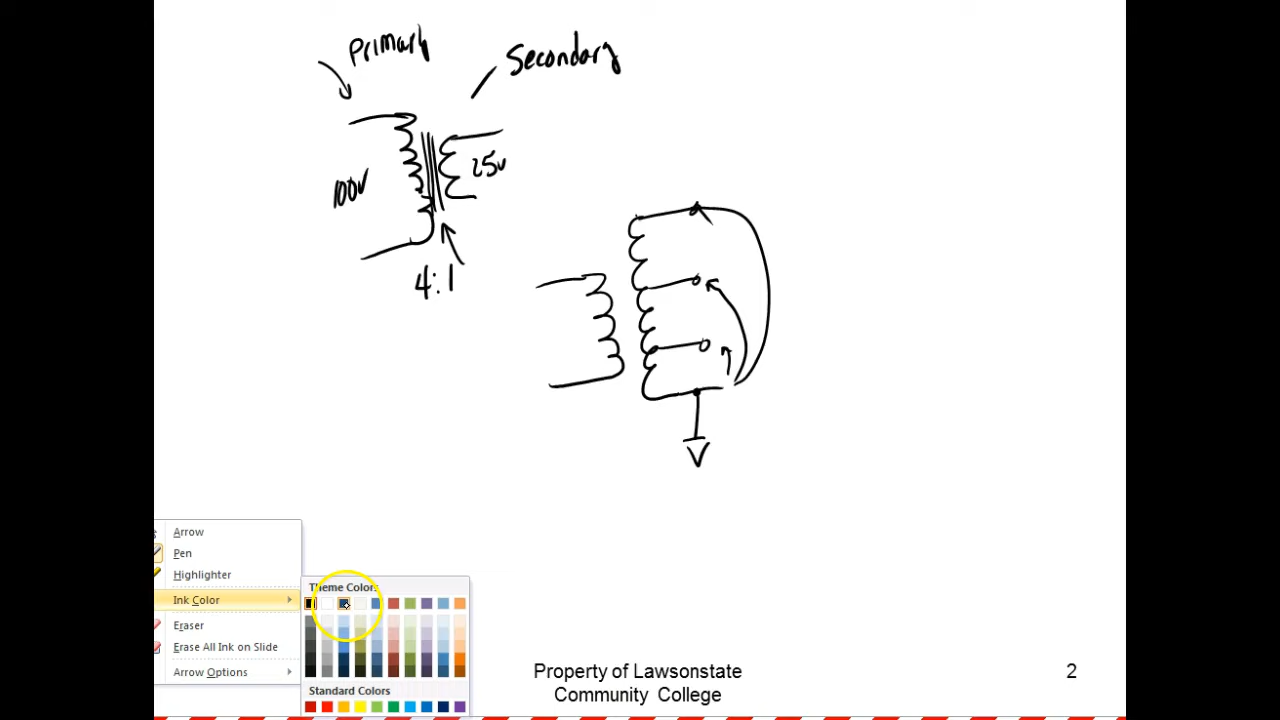 Primary
Secondary
100V
25v
4:1
Arrow
Pen
Highlighter
Ink Color
Eraser
Erase All Ink on Slide
Arrow Options
Theme Colors
Standard Colors
Property of Lawsonstate
Community College
2